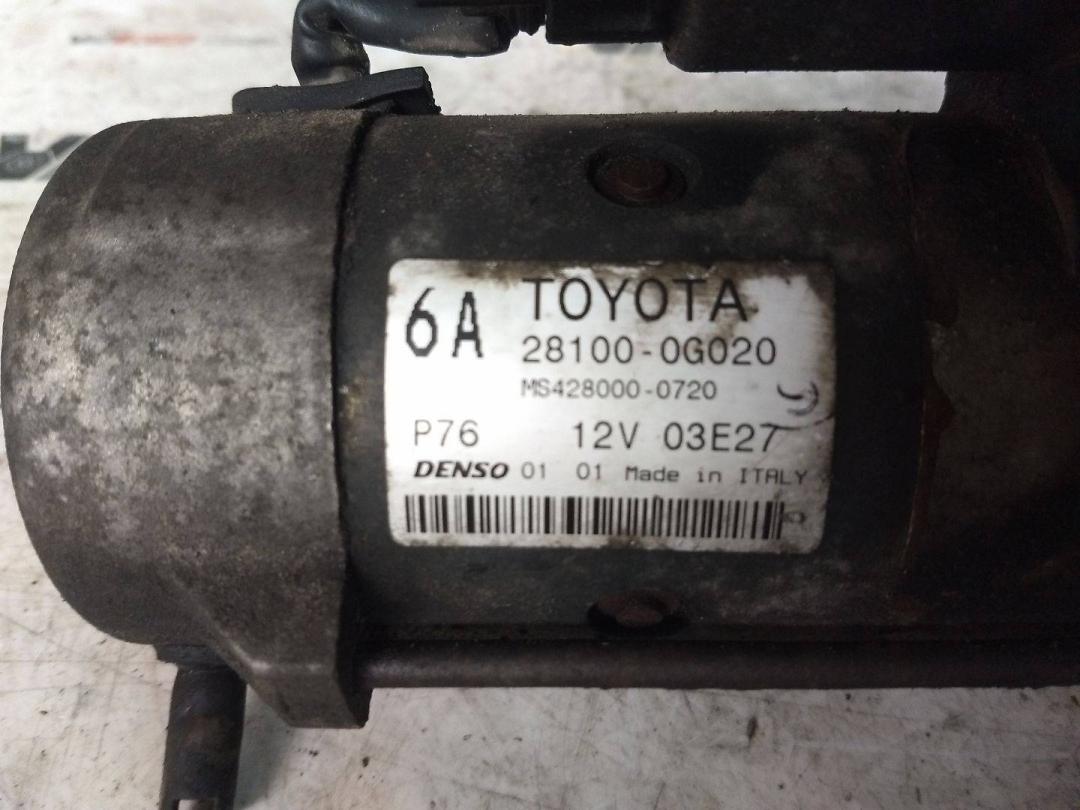 6A TOYOTA
28100-0G020
MS428000-0720
P76 12V 03E27
DENSO 01 01 Made in ITALY